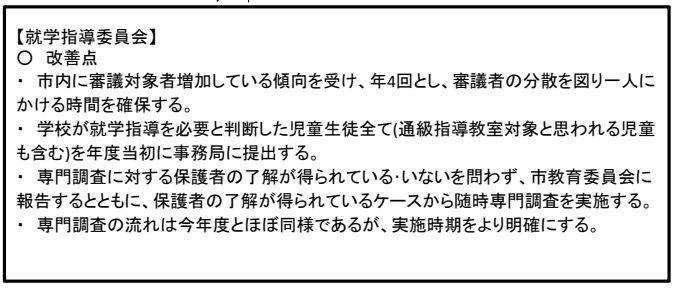 【就学指導委員会】
○ 改善点
・ 市内に審議対象者増加している傾向を受け、年4回とし、審議者の分散を図り一人に
かける時間を確保する。
・ 学校が就学指導を必要と判断した児童生徒全て(通級指導教室対象と思われる児童
も含む)を年度当初に事務局に提出する。
・ 専門調査に対する保護者の了解が得られている・いないを問わず、市教育委員会に
報告するとともに、保護者の了解が得られているケースから随時専門調査を実施する。
・ 専門調査の流れは今年度とほぼ同様であるが、実施時期をより明確にする。